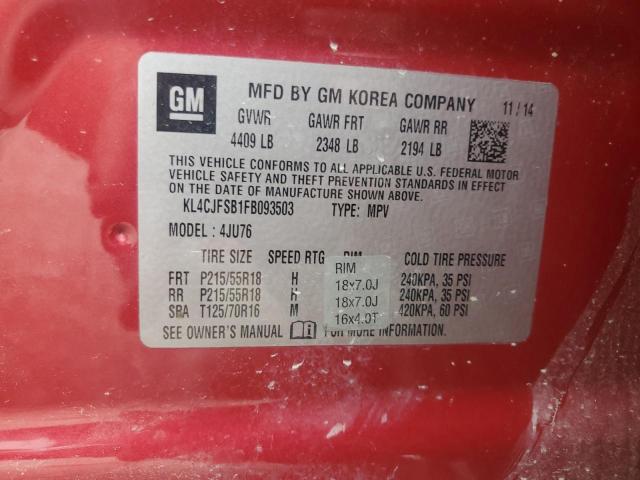 GM
MFD BY GM KOREA COMPANY 11 / 14
GVWR GAWR FRT GAWR RR
4409 LB 2348 LB 2194 LB
THIS VEHICLE CONFORMS TO ALL APPLICABLE U.S. FEDERAL MOTOR
VEHICLE SAFETY AND THEFT PREVENTION STANDARDS IN EFFECT
ON THE DATE OF MANUFACTURE SHOWN ABOVE.
KL4CJFSB1FB093503 TYPE: MPV
MODEL : 4JU76
TIRE SIZE SPEED RTG RIM COLD TIRE PRESSURE
RIM
FRT P215/55R18 H 18x7.0J 240KPA, 35 PSI
RR P215/55R18 H 18x7.0J 240KPA, 35 PSI
SPA T125/70R16 M 16x4.0T 420KPA, 60 PSI
SEE OWNER'S MANUAL FOR MORE INFORMATION